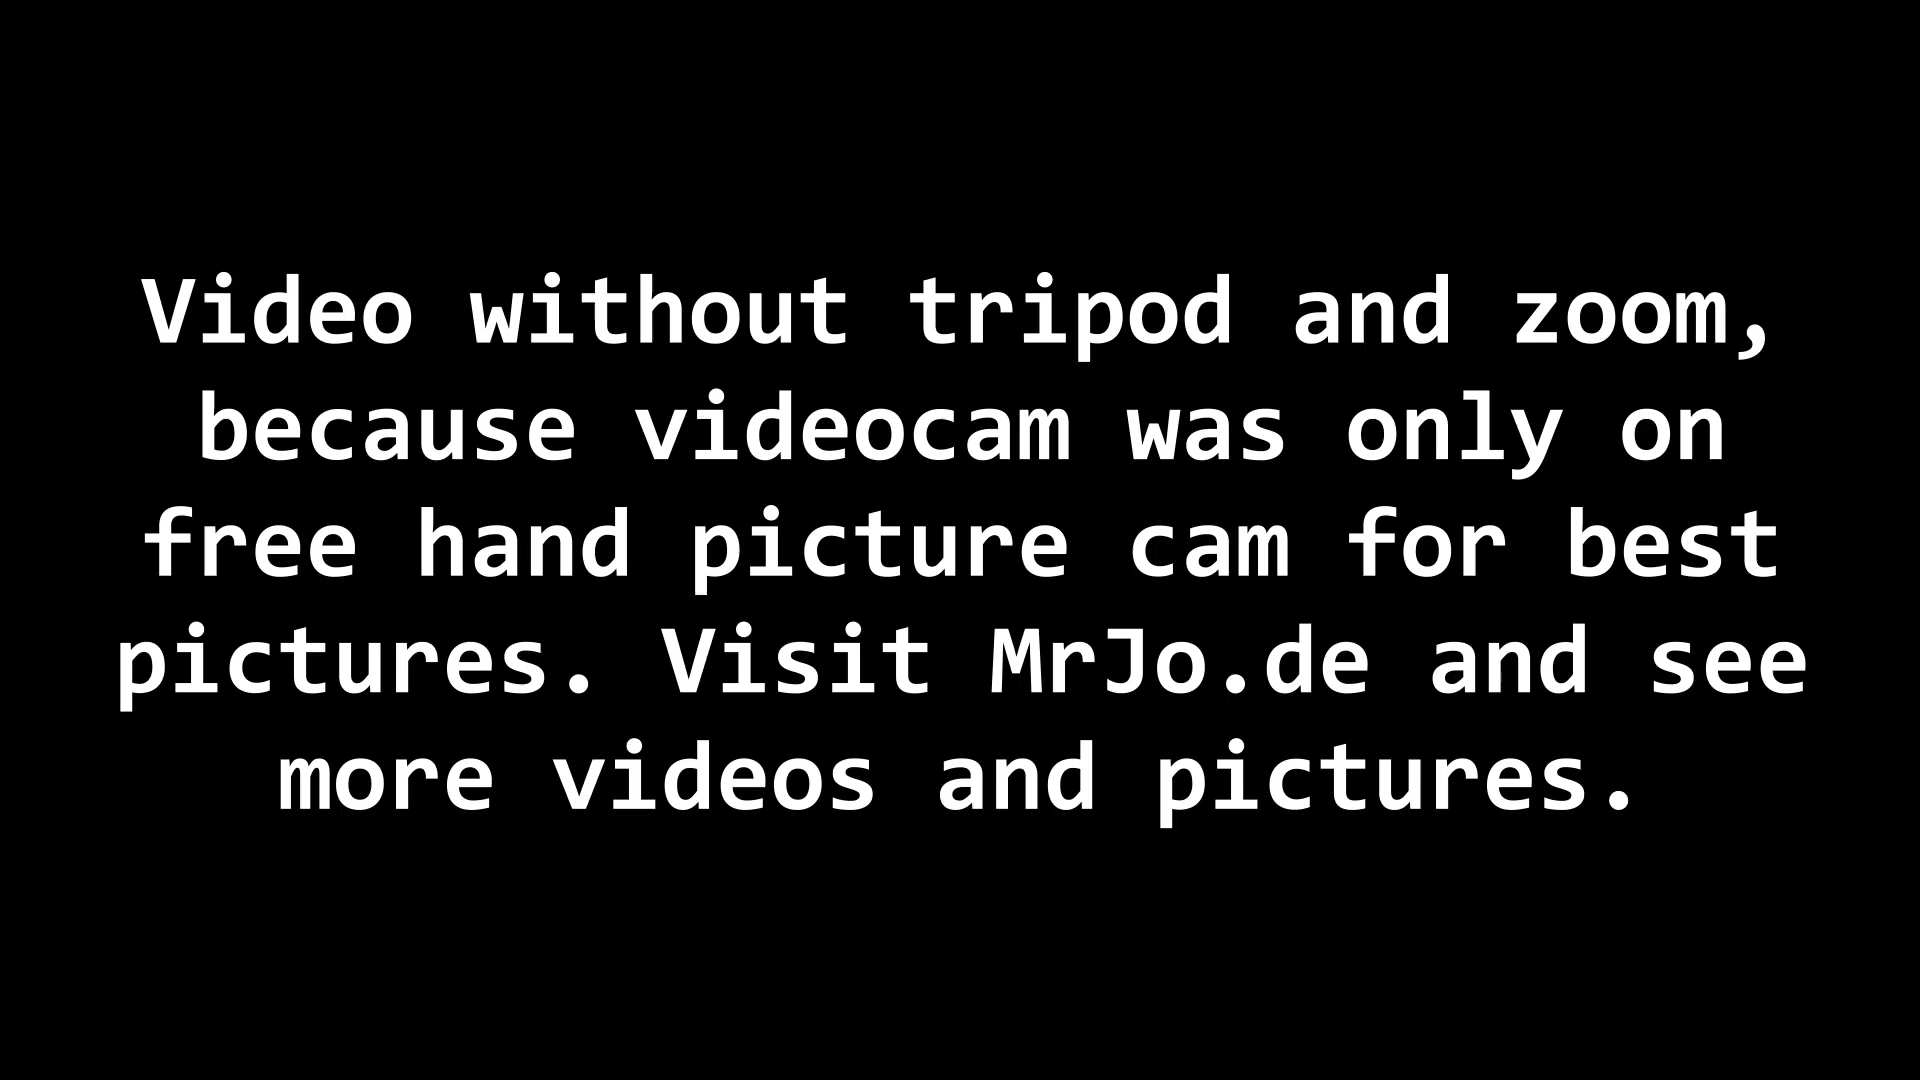 Video without tripod and zoom,
because videocam was only on
free hand picture cam for best
pictures. Visit MrJo.de and see
more videos and pictures.